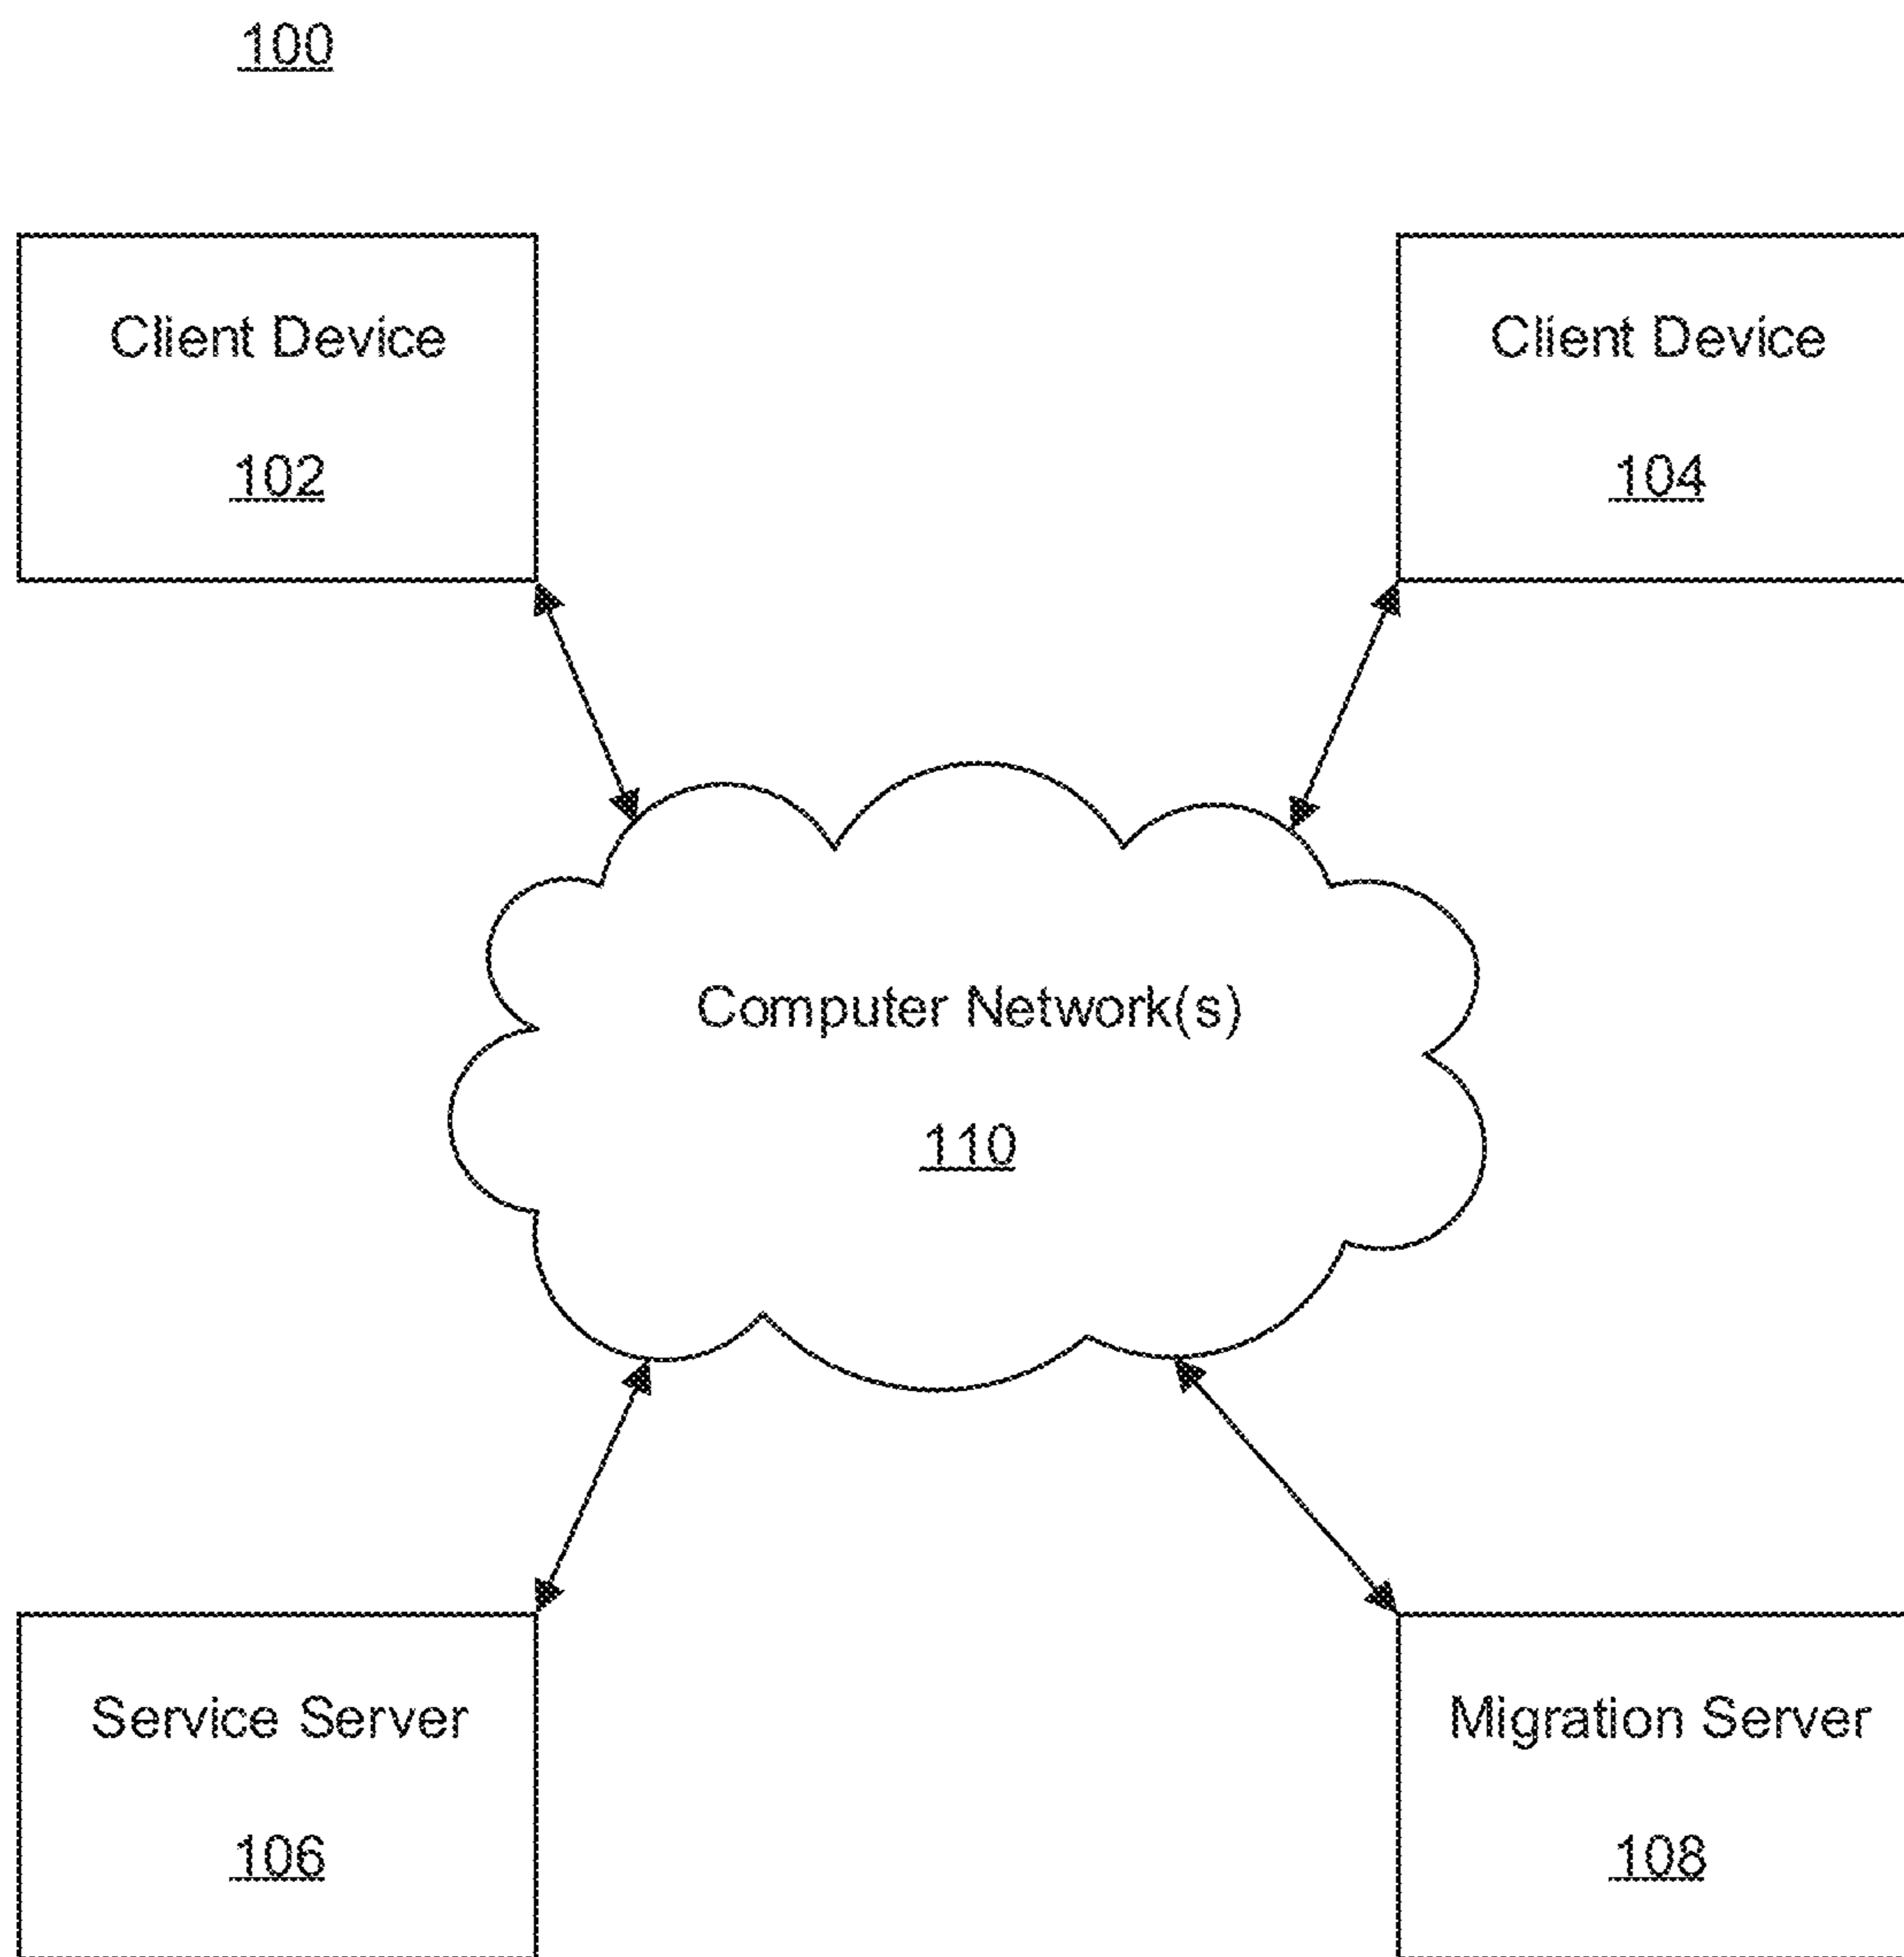 100
Client Device
102
Client Device
104
Computer Network(s)
110
Service Server
106
Migration Server
108